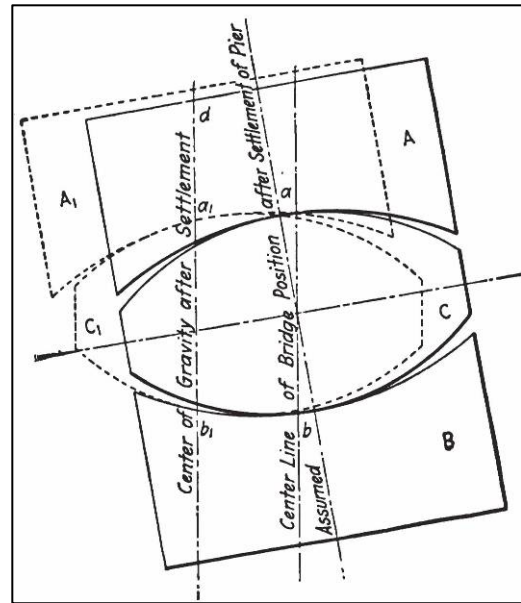 d
A
A₁
a₁
a
C₁
C
b₁
b
B
Center of Gravity after Settlement
Center Line of Bridge Position
Assumed after Settlement of Pier